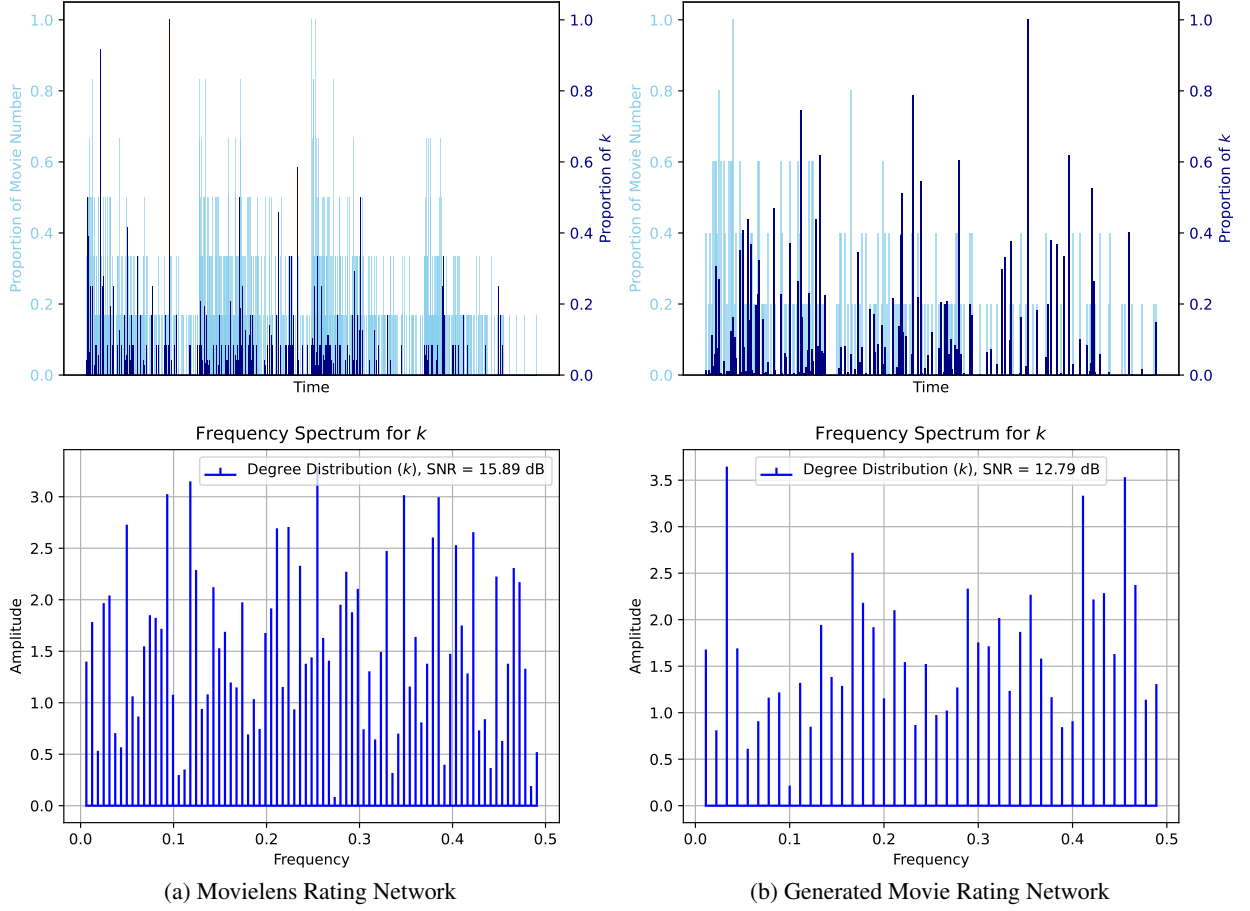 1.0
0.8
0.6
0.4
0.2
0.0
Proportion of Movie Number
Time
1.0
0.8
0.6
0.4
0.2
0.0
Proportion of k
1.0
0.8
0.6
0.4
0.2
0.0
Proportion of Movie Number
Time
1.0
0.8
0.6
0.4
0.2
0.0
Proportion of k
Frequency Spectrum for k
Degree Distribution (k), SNR = 15.89 dB
3.0
2.5
2.0
1.5
1.0
0.5
0.0
Amplitude
0.0 0.1 0.2 0.3 0.4 0.5
Frequency
(a) Movielens Rating Network
Frequency Spectrum for k
Degree Distribution (k), SNR = 12.79 dB
3.5
3.0
2.5
2.0
1.5
1.0
0.5
0.0
Amplitude
0.0 0.1 0.2 0.3 0.4 0.5
Frequency
(b) Generated Movie Rating Network